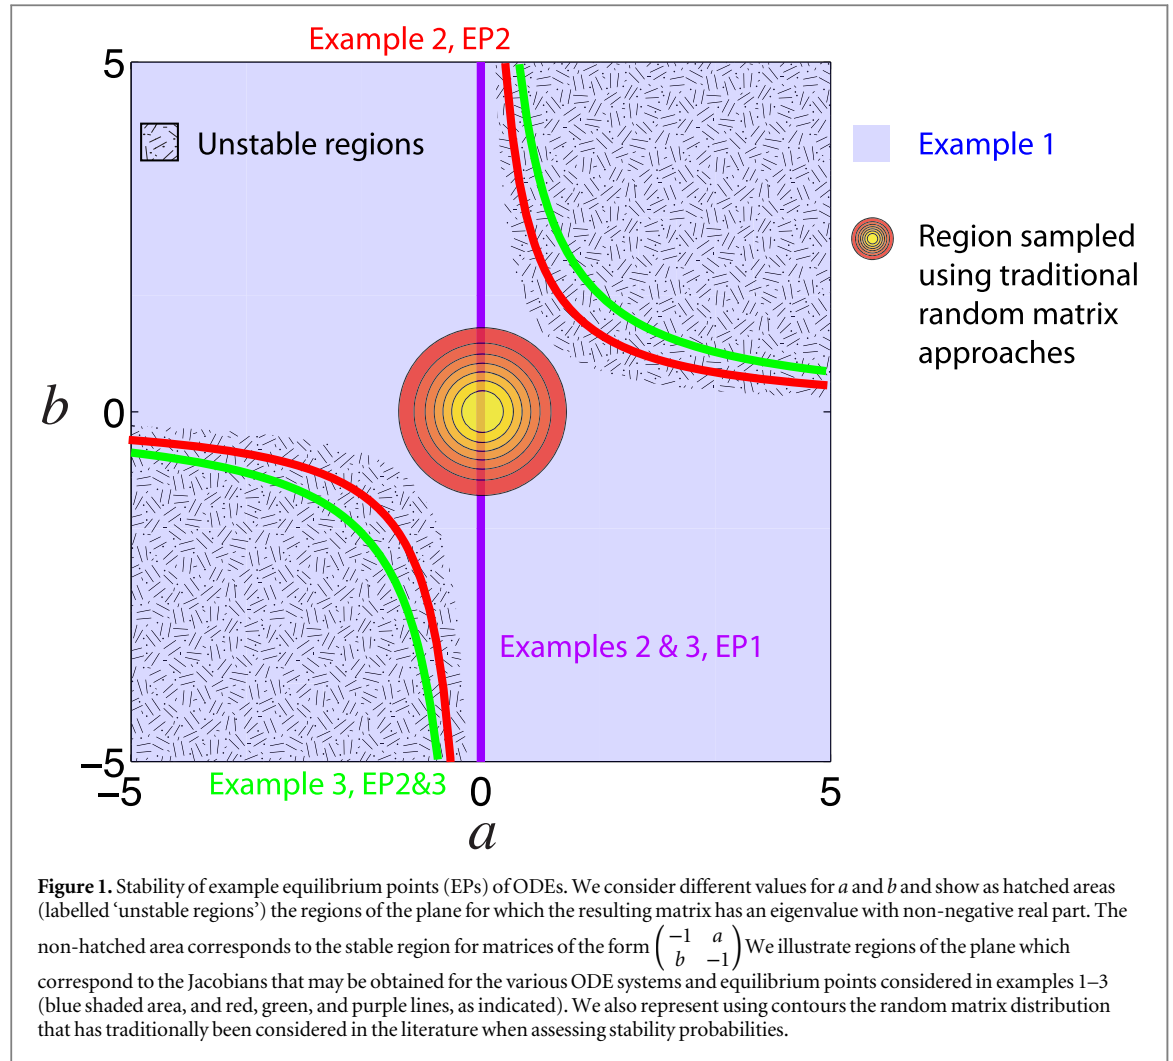 Example 2, EP2
5
Unstable regions
Example 1
Region sampled
using traditional
random matrix
approaches
b
0
Examples 2 & 3, EP1
−5
Example 3, EP2&3
−5
0
5
a
Figure 1. Stability of example equilibrium points (EPs) of ODEs. We consider different values for a and b and show as hatched areas
(labelled ‘unstable regions’) the regions of the plane for which the resulting matrix has an eigenvalue with non-negative real part. The
non-hatched area corresponds to the stable region for matrices of the form (−1 a
b −1) We illustrate regions of the plane which
correspond to the Jacobians that may be obtained for the various ODE systems and equilibrium points considered in examples 1–3
(blue shaded area, and red, green, and purple lines, as indicated). We also represent using contours the random matrix distribution
that has traditionally been considered in the literature when assessing stability probabilities.